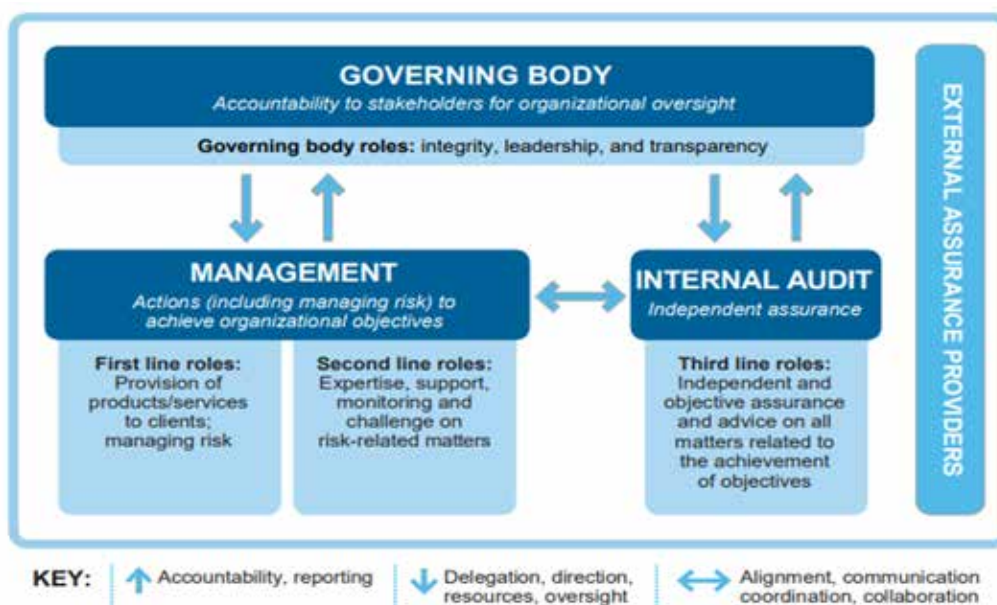 GOVERNING BODY
Accountability to stakeholders for organizational oversight
Governing body roles: integrity, leadership, and transparency
MANAGEMENT
Actions (including managing risk) to
achieve organizational objectives
First line roles:
Provision of
products/services
to clients;
managing risk
Second line roles:
Expertise, support,
monitoring and
challenge on
risk-related matters
INTERNAL AUDIT
Independent assurance
Third line roles:
Independent and
objective assurance
and advice on all
matters related to
the achievement
of objectives
EXTERNAL ASSURANCE PROVIDERS
KEY:
Accountability, reporting
Delegation, direction,
resources, oversight
Alignment, communication
coordination, collaboration